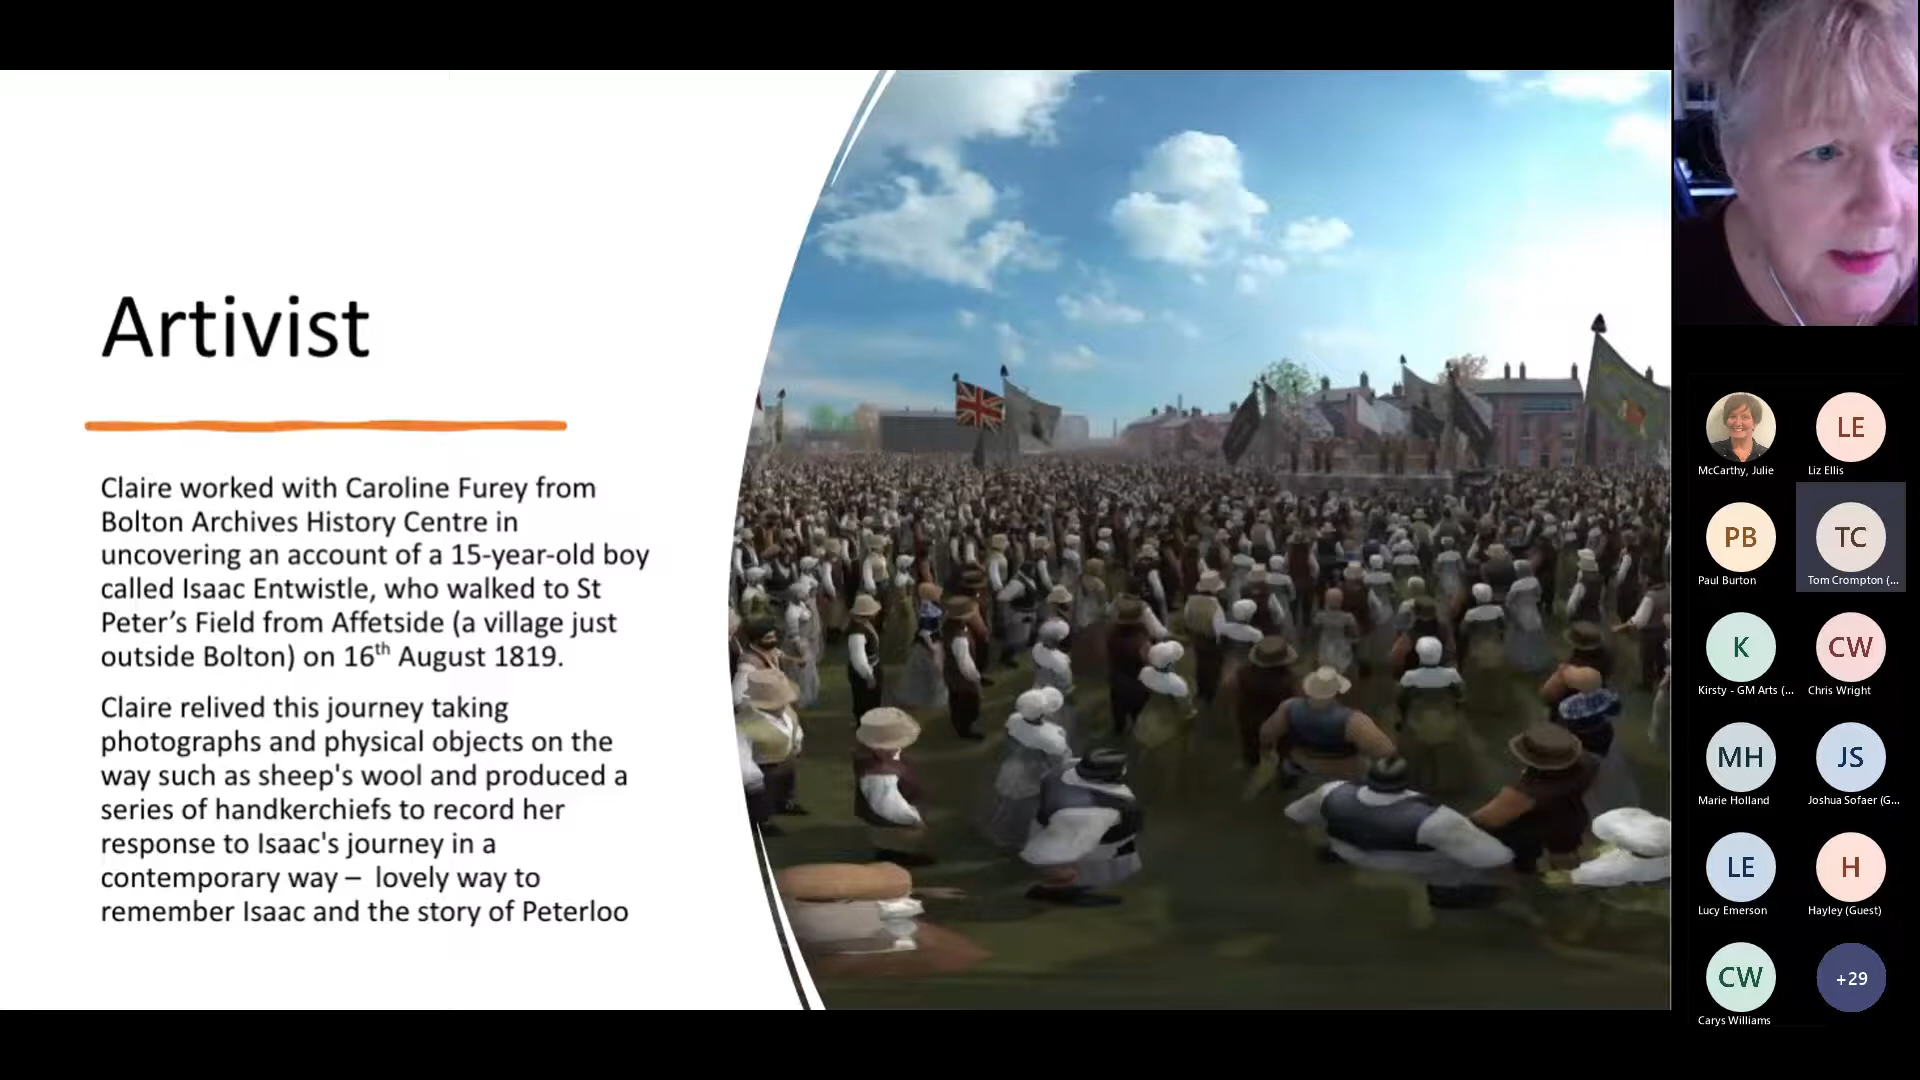 Artivist
Claire worked with Caroline Furey from
Bolton Archives History Centre in
uncovering an account of a 15-year-old boy
called Isaac Entwistle, who walked to St
Peter's Field from Affetside (a village just
outside Bolton) on 16th August 1819.
Claire relived this journey taking
photographs and physical objects on the
way such as sheep's wool and produced a
series of handkerchiefs to record her
response to Isaac's journey in a
contemporary way – lovely way to
remember Isaac and the story of Peterloo
McCarthy, Julie
LE
Liz Ellis
PB
Paul Burton
TC
Tom Crompton (...
K
Kirsty - GM Arts (...
CW
Chris Wright
MH
Marie Holland
JS
Joshua Sofaer (G...
LE
Lucy Emerson
H
Hayley (Guest)
CW
Carys Williams
+29